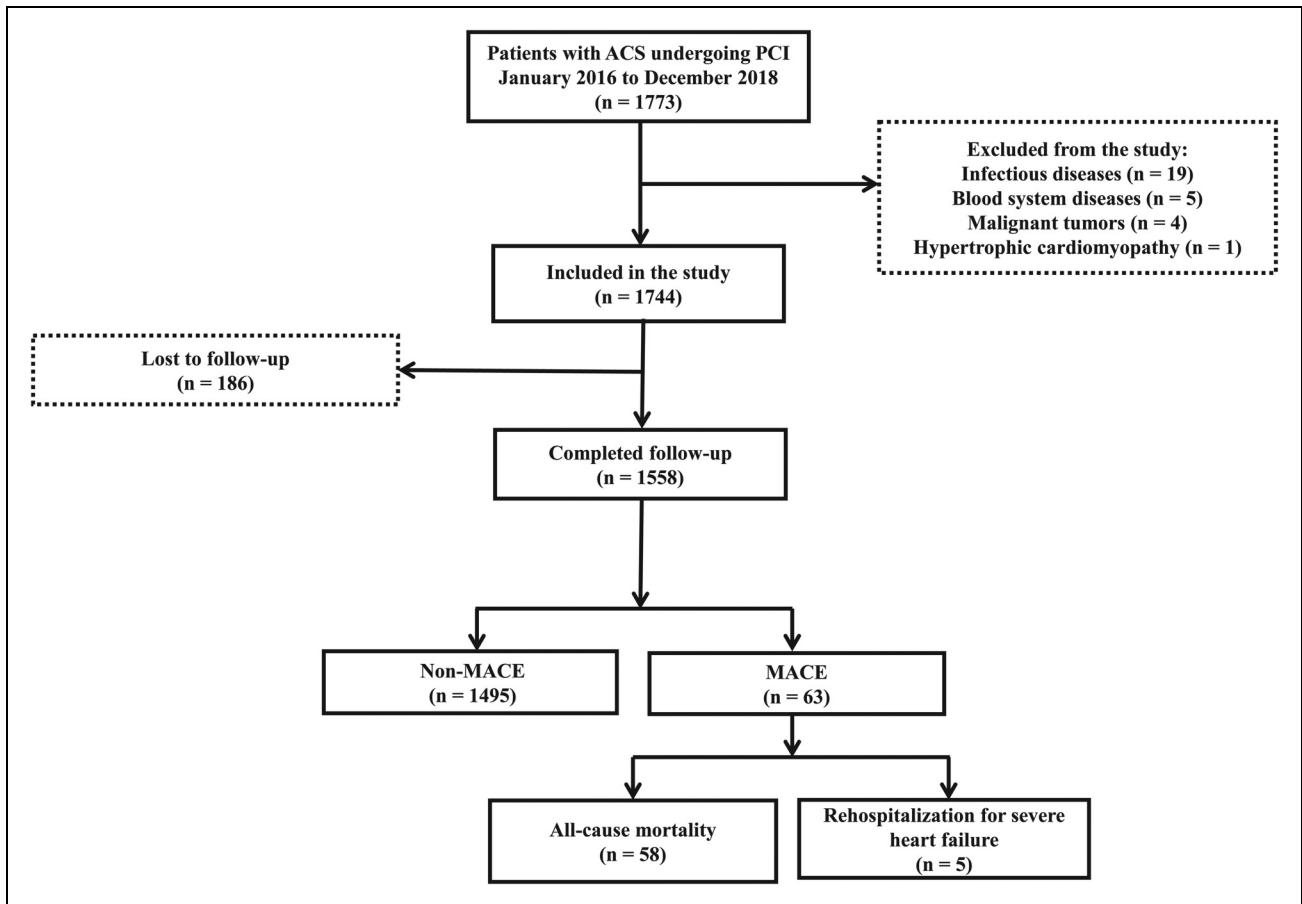 Patients with ACS undergoing PCI
January 2016 to December 2018
(n = 1773)
Excluded from the study:
Infectious diseases (n = 19)
Blood system diseases (n = 5)
Malignant tumors (n = 4)
Hypertrophic cardiomyopathy (n = 1)
Included in the study
(n = 1744)
Lost to follow-up
(n = 186)
Completed follow-up
(n = 1558)
Non-MACE
(n = 1495)
MACE
(n = 63)
All-cause mortality
(n = 58)
Rehospitalization for severe
heart failure
(n = 5)